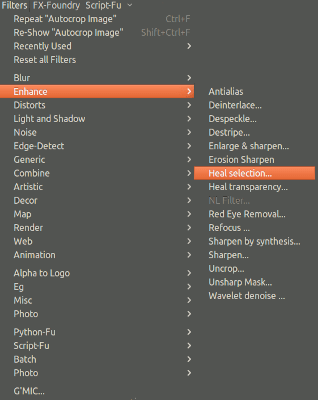 Filters FX-Foundry Script-Fu
Repeat "Autocrop Image" Ctrl+F
Re-Show "Autocrop Image" Shift+Ctrl+F
Recently Used
Reset all Filters
Blur
Enhance
Distorts
Light and Shadow
Noise
Edge-Detect
Generic
Combine
Artistic
Decor
Map
Render
Web
Animation
Alpha to Logo
Eg
Misc
Photo
Python-Fu
Script-Fu
Batch
Photo
G'MIC...
Antialias
Deinterlace...
Despeckle...
Destripe...
Enlarge & sharpen...
Erosion Sharpen
Heal selection...
Heal transparency...
NL Filter...
Red Eye Removal...
Refocus ...
Sharpen by synthesis...
Sharpen...
Uncrop...
Unsharp Mask...
Wavelet denoise ...